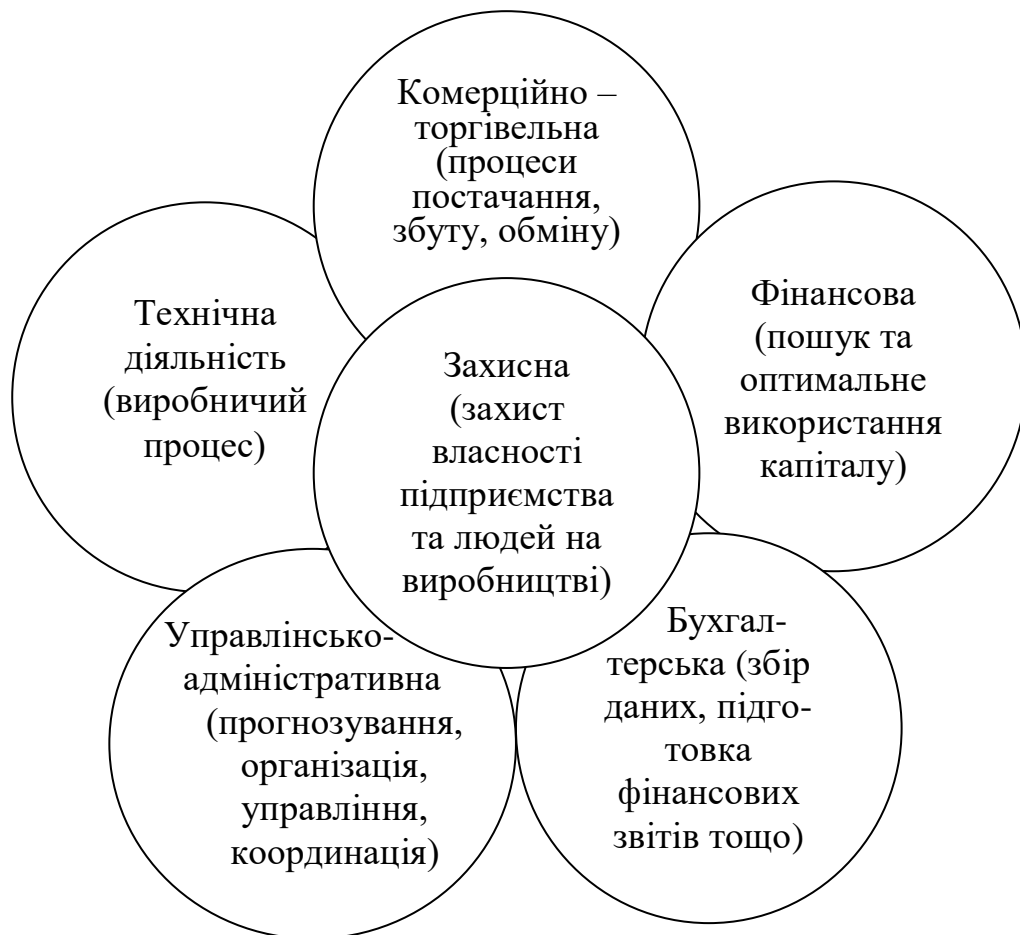 Комерційно –
торгівельна
(процеси
постачання,
збуту, обміну)
Технічна
діяльність
(виробничий
процес)
Фінансова
(пошук та
оптимальне
використання
капіталу)
Захисна
(захист
власності
підприємства
та людей на
виробництві)
Управлінсько-
адміністративна
(прогнозування,
організація,
управління,
координація)
Бухгал-
терська (збір
даних, підго-
товка
фінансових
звітів тощо)